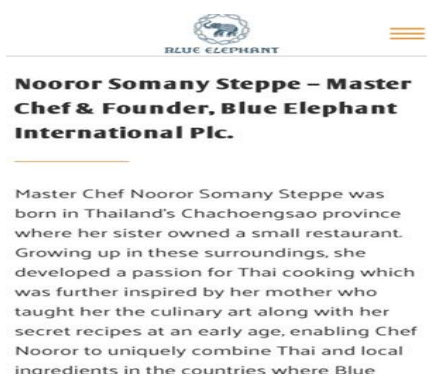 BLUE ELEPHANT
Nooror Somany Steppe – Master
Chef & Founder, Blue Elephant
International Plc.
Master Chef Nooror Somany Steppe was
born in Thailand's Chachoengsao province
where her sister owned a small restaurant.
Growing up in these surroundings, she
developed a passion for Thai cooking which
was further inspired by her mother who
taught her the culinary art along with her
secret recipes at an early age, enabling Chef
Nooror to uniquely combine Thai and local
ingredients in the countries where Blue